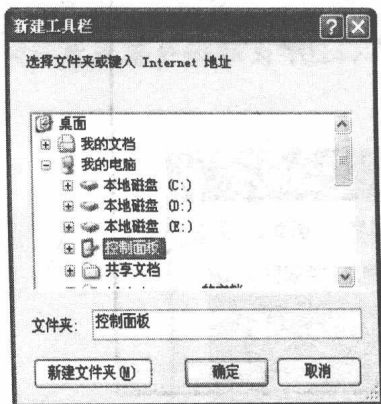 新建工具栏
选择文件夹或键入 Internet 地址
桌面
我的文档
我的电脑
本地磁盘 (C:)
本地磁盘 (D:)
本地磁盘 (E:)
控制面板
共享文档
的文档
文件夹: 控制面板
新建文件夹(M) 确定 取消